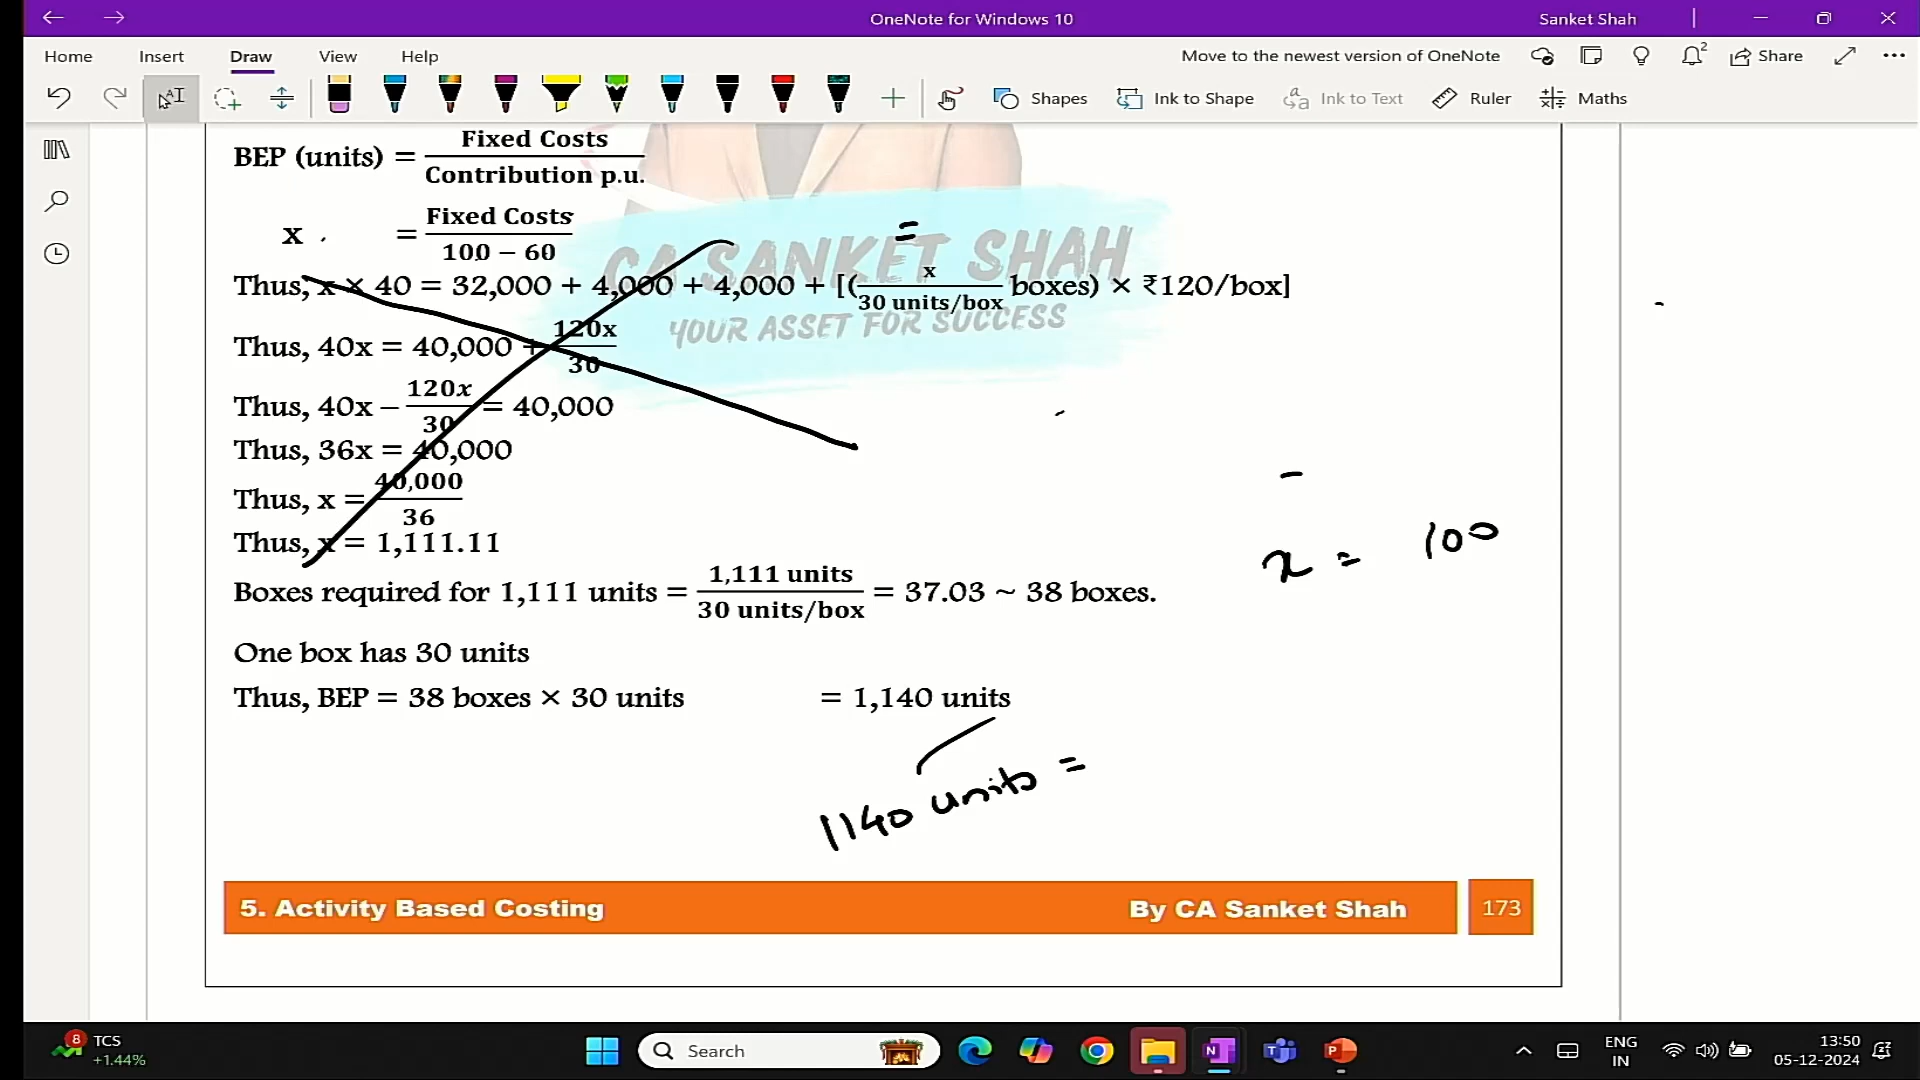 OneNote for Windows 10
Sanket Shah
Home Insert Draw View Help
Move to the newest version of OneNote
2
Share
Shapes
Ink to Shape
Ink to Text
Ruler
Maths
BEP (units) = Fixed Costs / Contribution p.u.
x = Fixed Costs / 100 – 60
=
CA SANKET SHAH
YOUR ASSET FOR SUCCESS
Thus, x × 40 = 32,000 + 4,000 + 4,000 + [(x / 30 units/box boxes) × ₹120/box]
Thus, 40x = 40,000 + 120x / 30
Thus, 40x – 120x / 30 = 40,000
Thus, 36x = 40,000
Thus, x = 40,000 / 36
Thus, x = 1,111.11
x = 100
Boxes required for 1,111 units = 1,111 units / 30 units/box = 37.03 ~ 38 boxes.
One box has 30 units
Thus, BEP = 38 boxes × 30 units = 1,140 units
1140 units =
5. Activity Based Costing
By CA Sanket Shah
173
8
TCS
+1.44%
Search
ENG
IN
13:50
05-12-2024